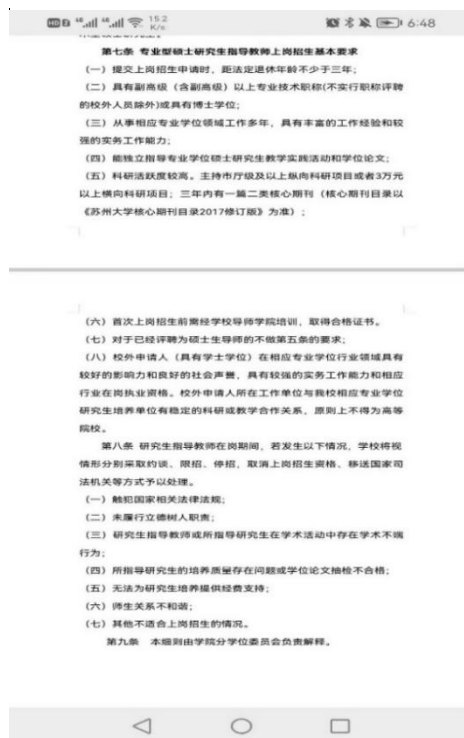 15.2
K/s
6:48
第七条 专业型硕士研究生指导教师上岗招生基本要求
（一）提交上岗招生申请时，距法定退休年龄不少于三年；
（二）具有副高级（含副高级）以上专业技术职称(不实行职称评聘
的校外人员除外)或具有博士学位；
（三）从事相应专业学位领域工作多年，具有丰富的工作经验和较
强的实务工作能力；
（四）能独立指导专业学位硕士研究生教学实践活动和学位论文；
（五）科研活跃度较高。主持市厅级及以上纵向科研项目或者3万元
以上横向科研项目；三年内有一篇二类核心期刊（核心期刊目录以
《苏州大学核心期刊目录2017修订版》为准）；
（六）首次上岗招生前需经学校导师学院培训，取得合格证书。
（七）对于已经评聘为硕士生导师的不做第五条的要求；
（八）校外申请人（具有学士学位）在相应专业学位行业领域具有
较好的影响力和良好的社会声誉，具有较强的实务工作能力和相应
行业在岗执业资格。校外申请人所在工作单位与我校相应专业学位
研究生培养单位有稳定的科研或教学合作关系，原则上不得为高等
院校。
第八条 研究生指导教师在岗期间，若发生以下情况，学校将视
情形分别采取约谈、限招、停招，取消上岗招生资格、移送国家司
法机关等方式予以处理。
（一）触犯国家相关法律法规；
（二）未履行立德树人职责；
（三）研究生指导教师或所指导研究生在学术活动中存在学术不端
行为；
（四）所指导研究生的培养质量存在问题或学位论文抽检不合格；
（五）无法为研究生培养提供经费支持；
（六）师生关系不和谐；
（七）其他不适合上岗招生的情况。
第九条 本细则由学院分学位委员会负责解释。